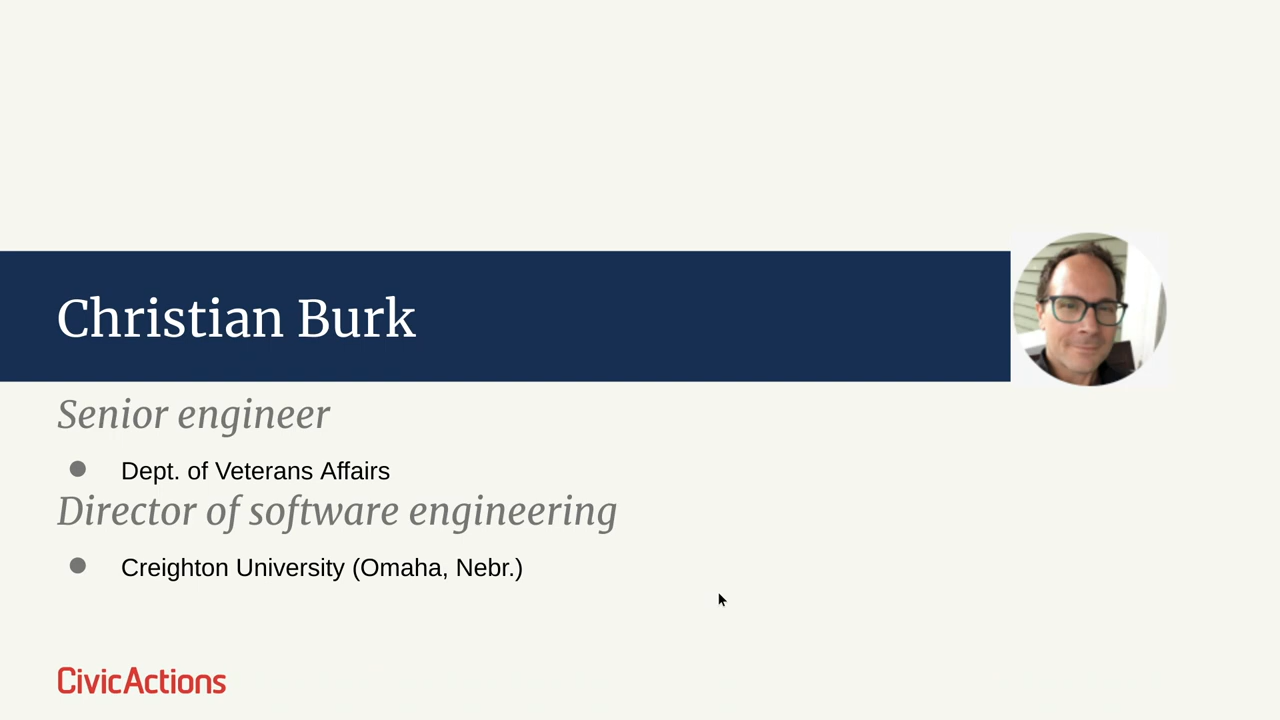 Christian Burk
Senior engineer
Dept. of Veterans Affairs
Director of software engineering
Creighton University (Omaha, Nebr.)
CivicActions